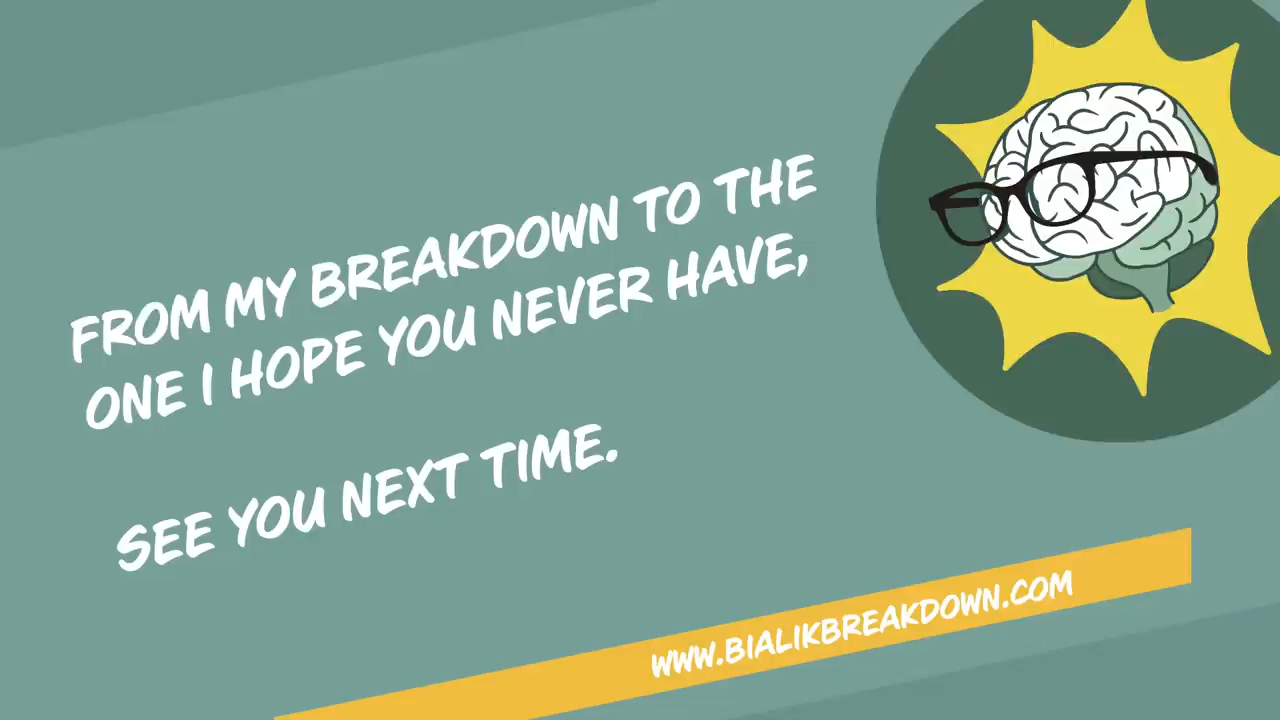 FROM MY BREAKDOWN TO THE
ONE I HOPE YOU NEVER HAVE,
SEE YOU NEXT TIME.
WWW.BIALIKBREAKDOWN.COM